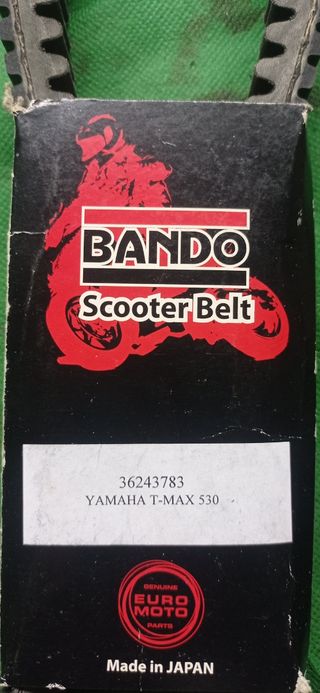 BANDO
Scooter Belt
36243783
YAMAHA T-MAX 530
GENUINE
EURO
MOTO
PARTS
Made in JAPAN